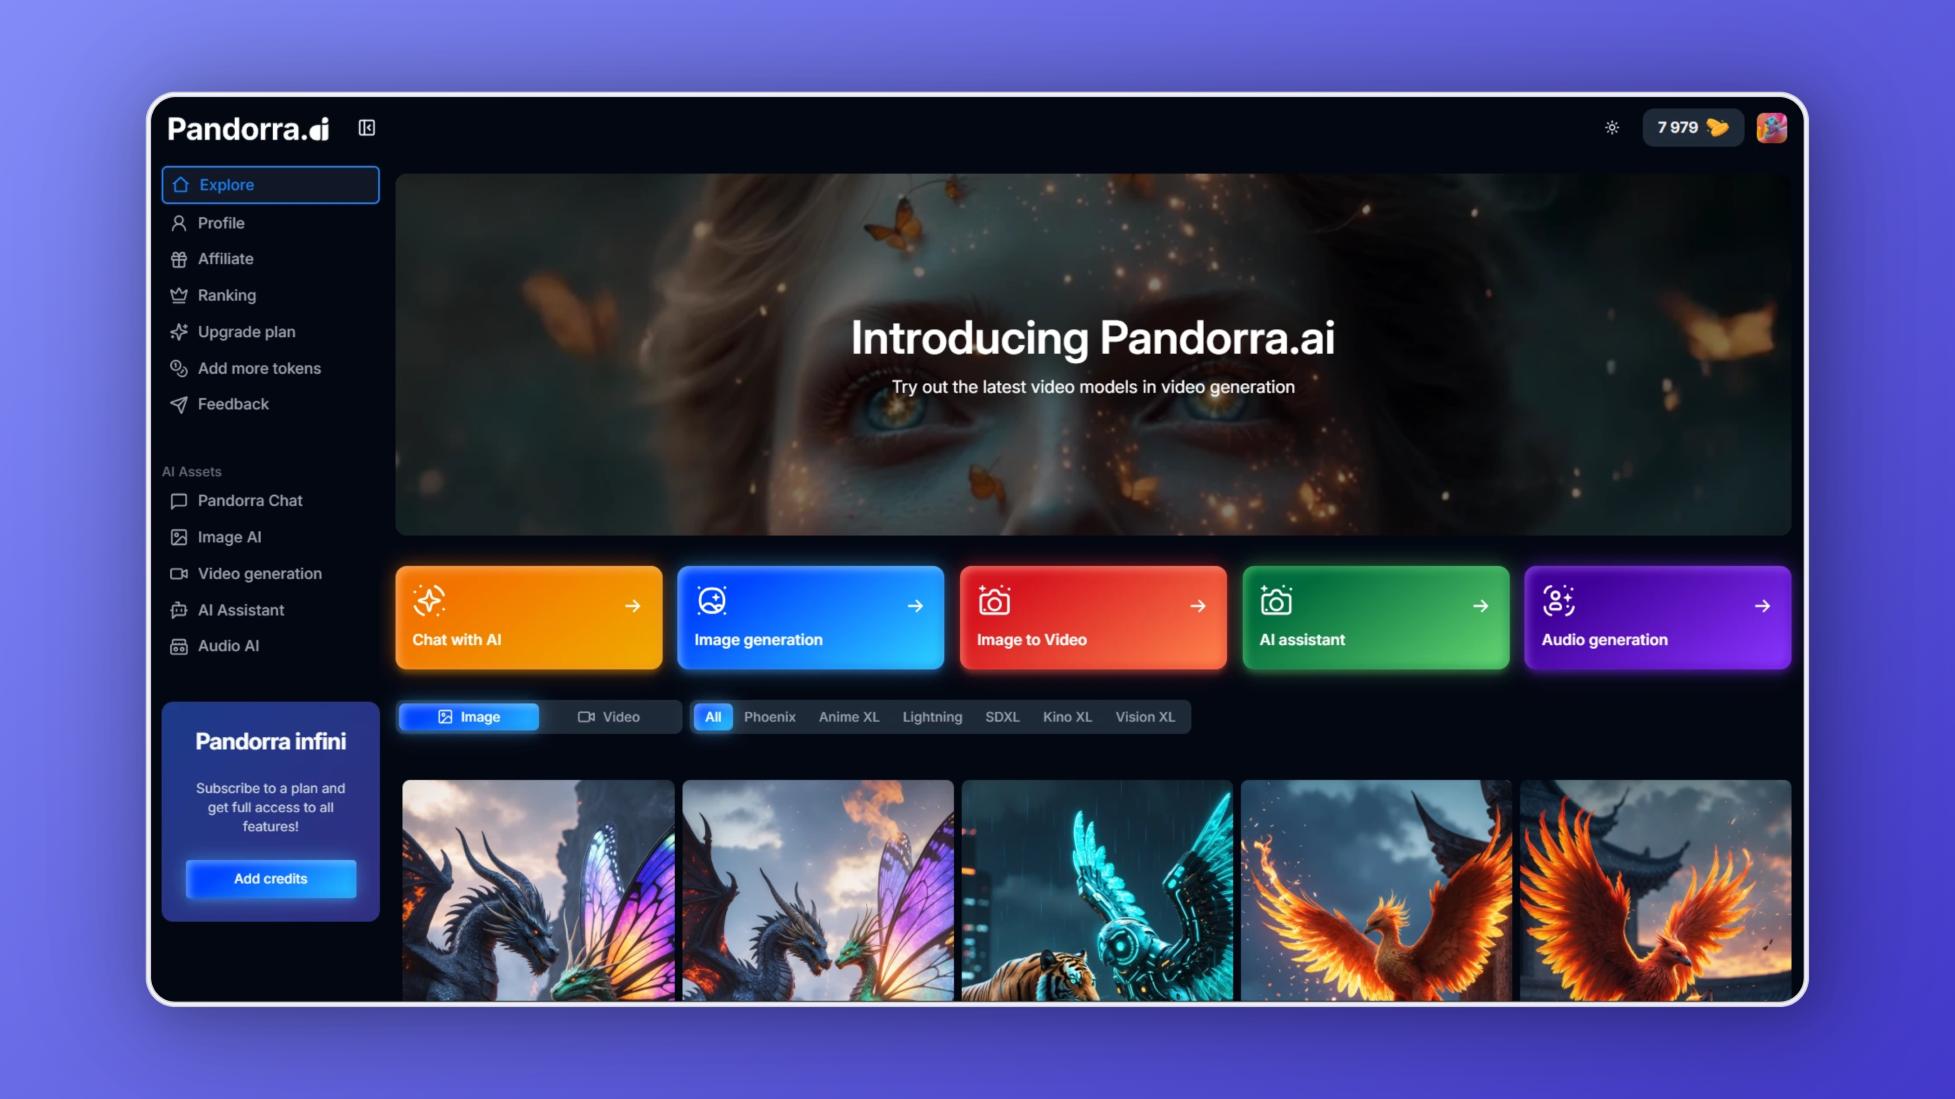 Pandorra.ai
7 979
Explore
Profile
Affiliate
Ranking
Upgrade plan
Add more tokens
Feedback
AI Assets
Pandorra Chat
Image AI
Video generation
AI Assistant
Audio AI
Pandorra infini
Subscribe to a plan and
get full access to all
features!
Add credits
Introducing Pandorra.ai
Try out the latest video models in video generation
Chat with AI
Image generation
Image to Video
AI assistant
Audio generation
Image
Video
All
Phoenix
Anime XL
Lightning
SDXL
Kino XL
Vision XL